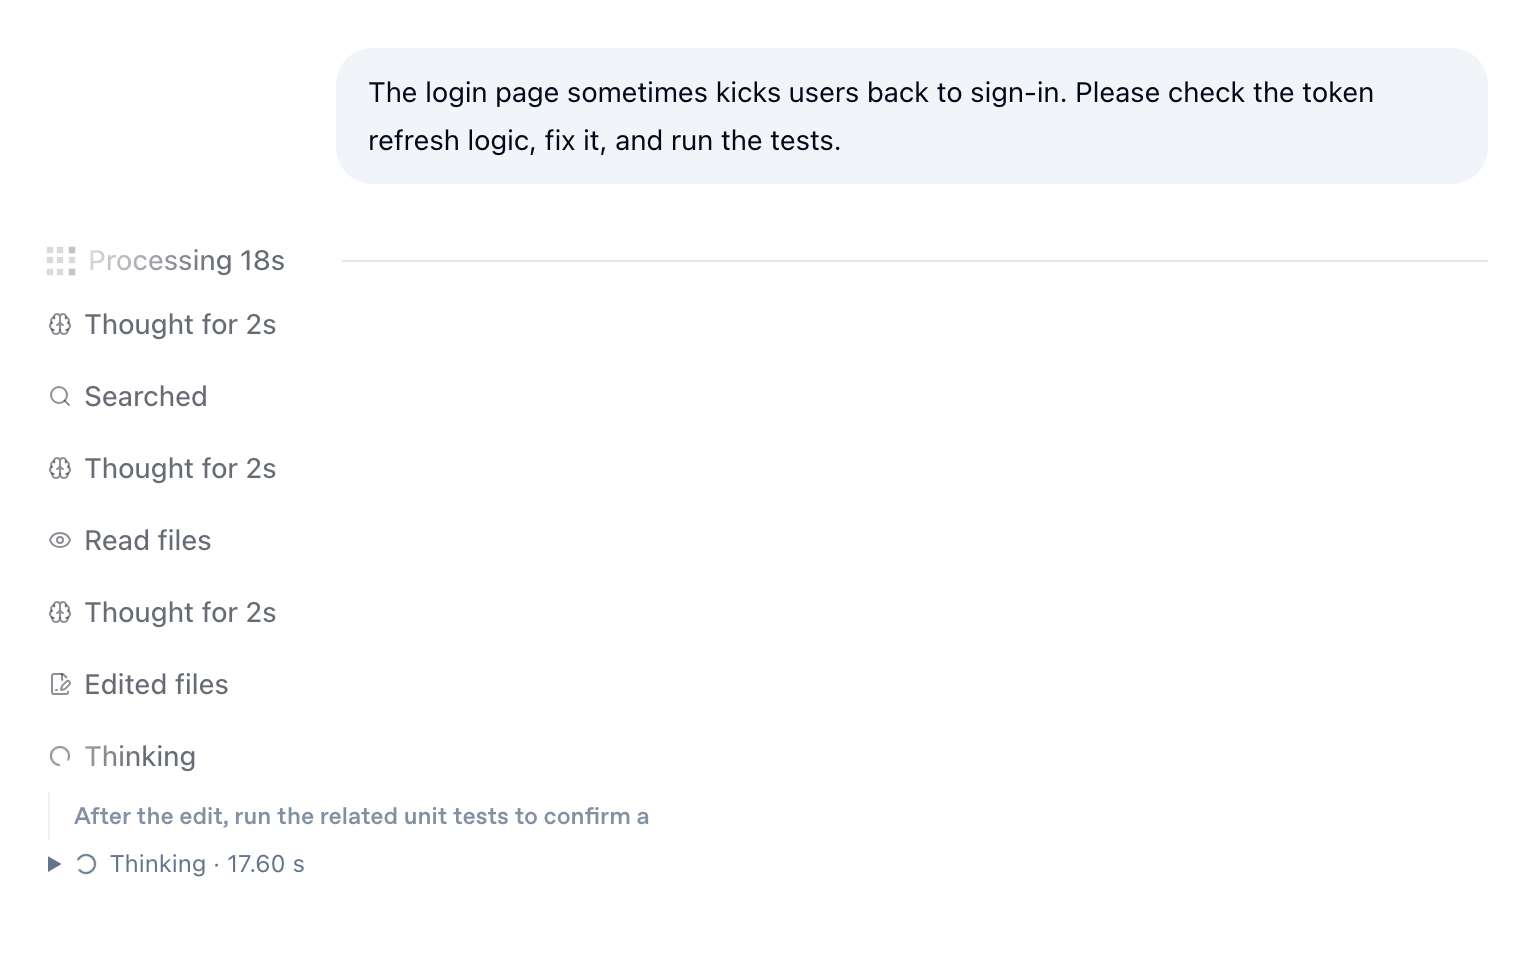 The login page sometimes kicks users back to sign-in. Please check the token
refresh logic, fix it, and run the tests.
Processing 18s
Thought for 2s
Searched
Thought for 2s
Read files
Thought for 2s
Edited files
Thinking
After the edit, run the related unit tests to confirm a
Thinking · 17.60 s